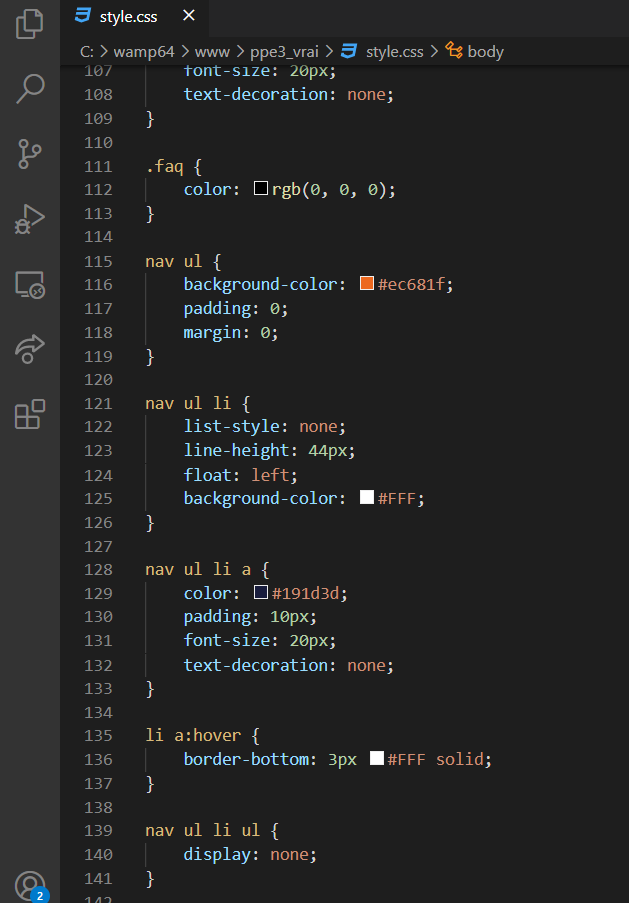 style.css ×
C: > wamp64 > www > ppe3_vrai > style.css > body
107 font-size: 20px;
108 text-decoration: none;
109 }
110
111 .faq {
112 color: rgb(0, 0, 0);
113 }
114
115 nav ul {
116 background-color: #ec681f;
117 padding: 0;
118 margin: 0;
119 }
120
121 nav ul li {
122 list-style: none;
123 line-height: 44px;
124 float: left;
125 background-color: #FFF;
126 }
127
128 nav ul li a {
129 color: #191d3d;
130 padding: 10px;
131 font-size: 20px;
132 text-decoration: none;
133 }
134
135 li a:hover {
136 border-bottom: 3px #FFF solid;
137 }
138
139 nav ul li ul {
140 display: none;
141 }
142
2